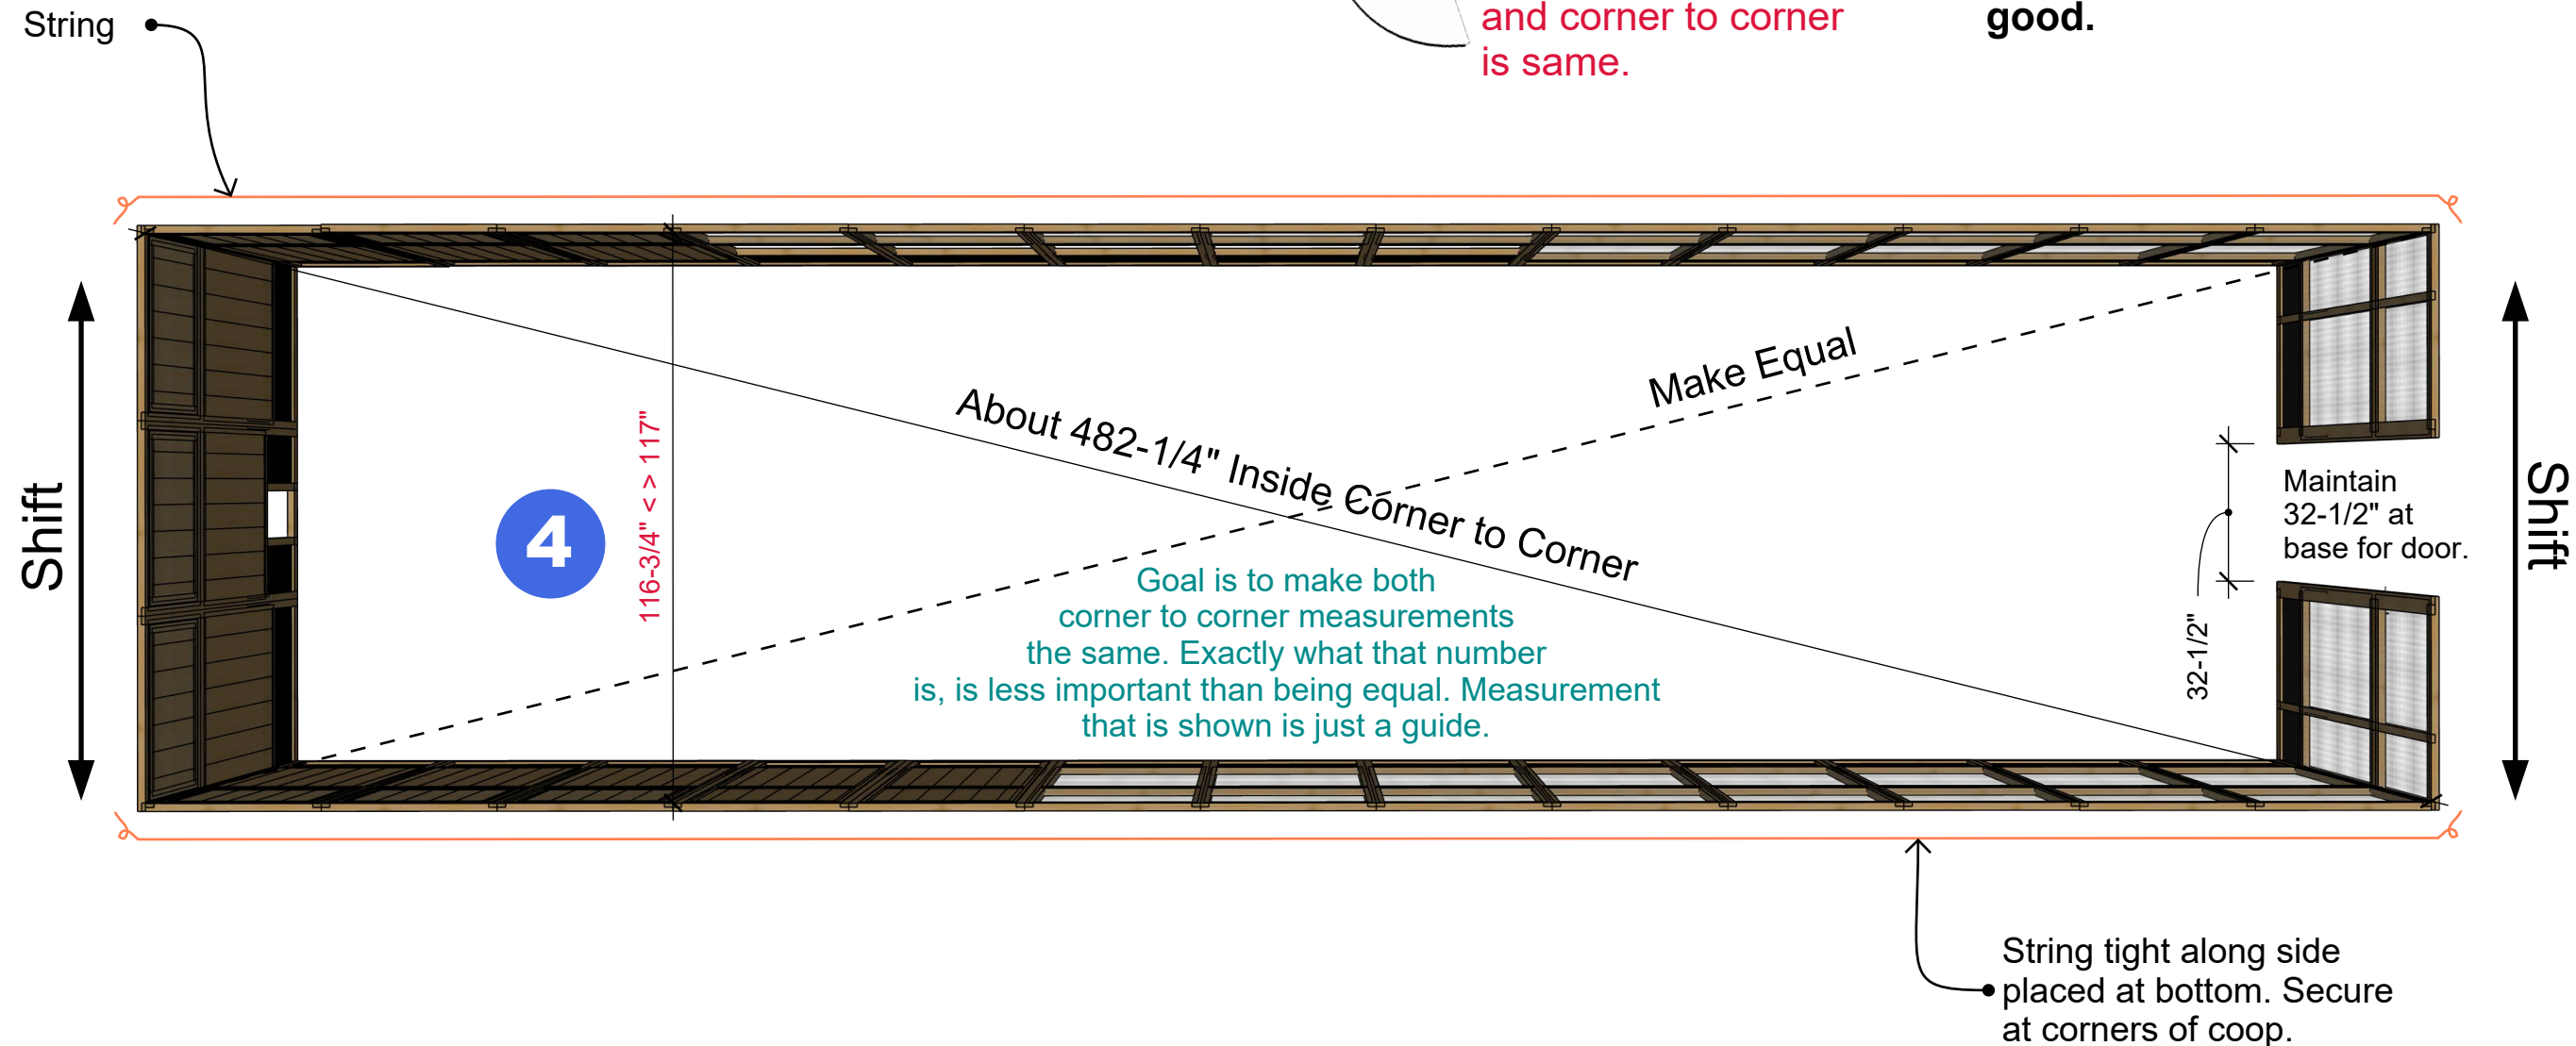 String
and corner to corner
is same.
good.
Shift
4
116-3/4" < > 117"
About 482-1/4" Inside Corner to Corner
Make Equal
Goal is to make both
corner to corner measurements
the same. Exactly what that number
is, is less important than being equal. Measurement
that is shown is just a guide.
32-1/2"
Maintain
32-1/2" at
base for door.
Shift
String tight along side
placed at bottom. Secure
at corners of coop.